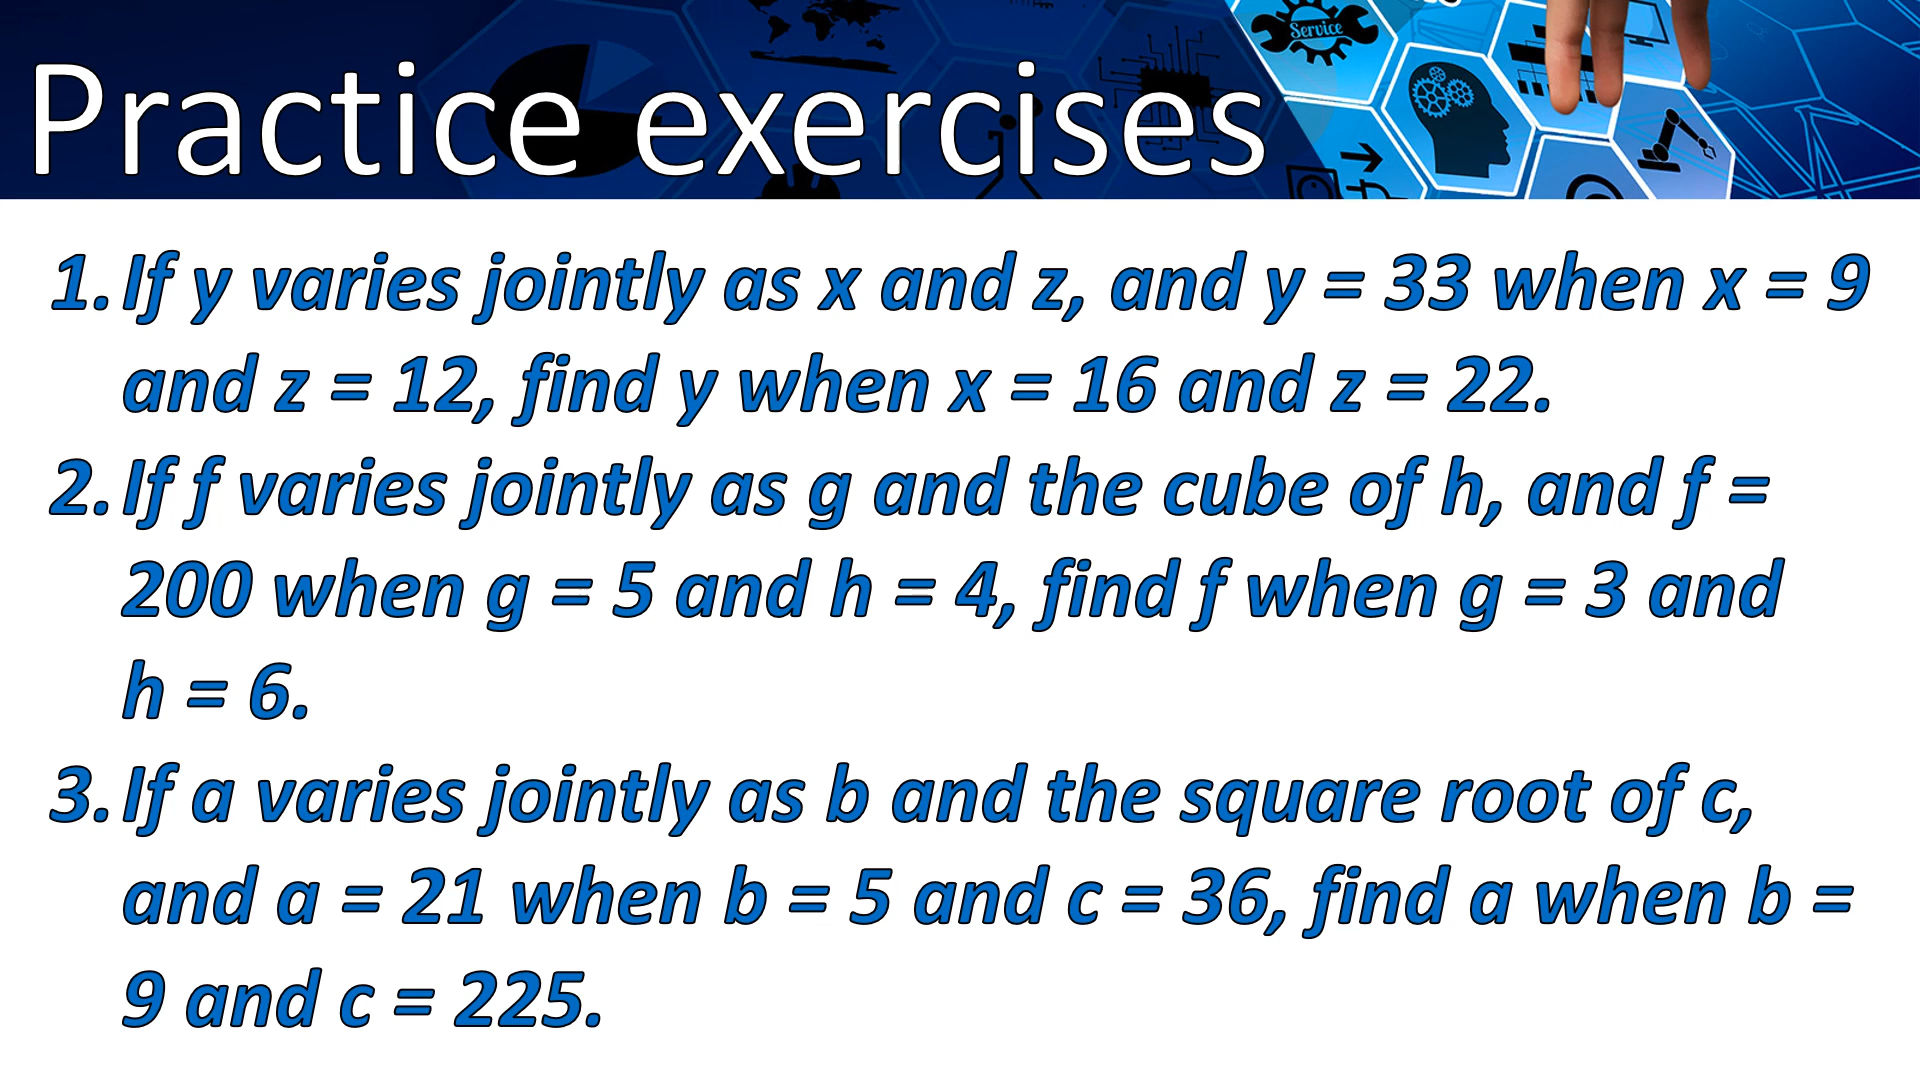 Service
Practice exercises
1. If y varies jointly as x and z, and y = 33 when x = 9
and z = 12, find y when x = 16 and z = 22.
2. If f varies jointly as g and the cube of h, and f =
200 when g = 5 and h = 4, find f when g = 3 and
h = 6.
3. If a varies jointly as b and the square root of c,
and a = 21 when b = 5 and c = 36, find a when b =
9 and c = 225.